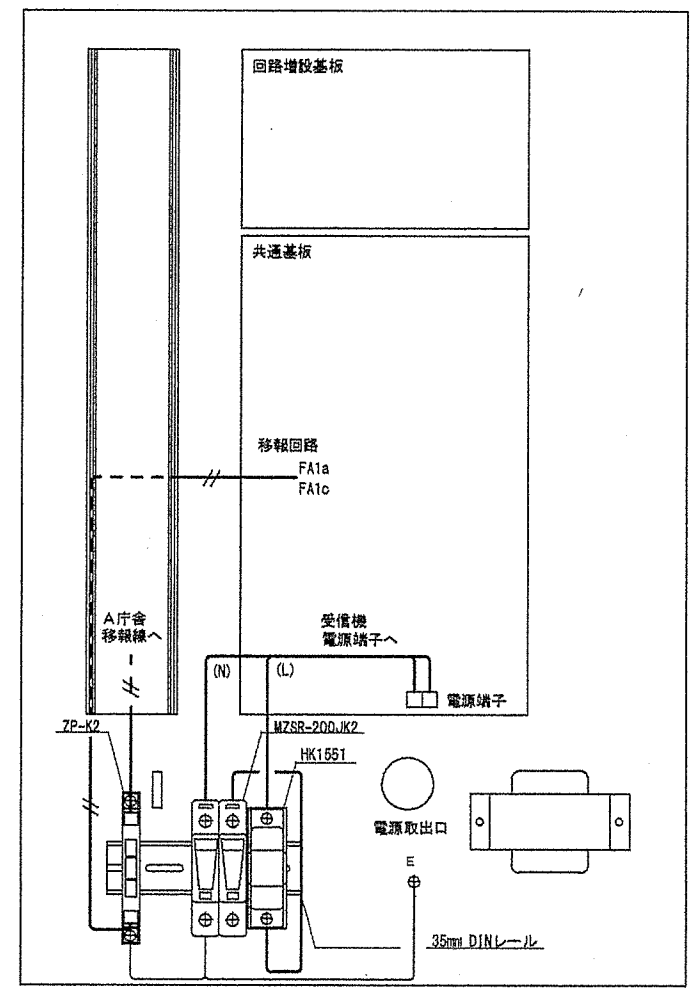 回路増設基板
共通基板
移報回路
FA1a
FA1c
A庁舎
移報線へ
受信機
電源端子へ
(N)
(L)
電源端子
ZP-K2
MZSR-200JK2
HK1551
電源取出口
E
35mm DINレール